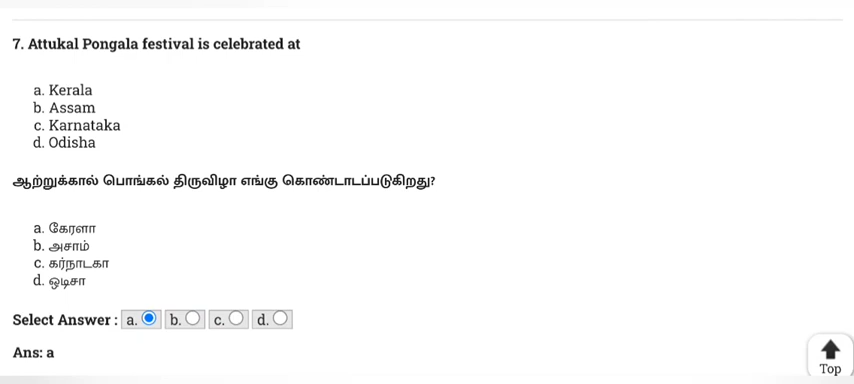 7. Attukal Pongala festival is celebrated at
a. Kerala
b. Assam
c. Karnataka
d. Odisha
ஆற்றுக்கால் பொங்கல் திருவிழா எங்கு கொண்டாடப்படுகிறது?
a. கேரளா
b. அசாம்
c. கர்நாடகா
d. ஒடிசா
Select Answer : a. b. c. d.
Ans: a
Top